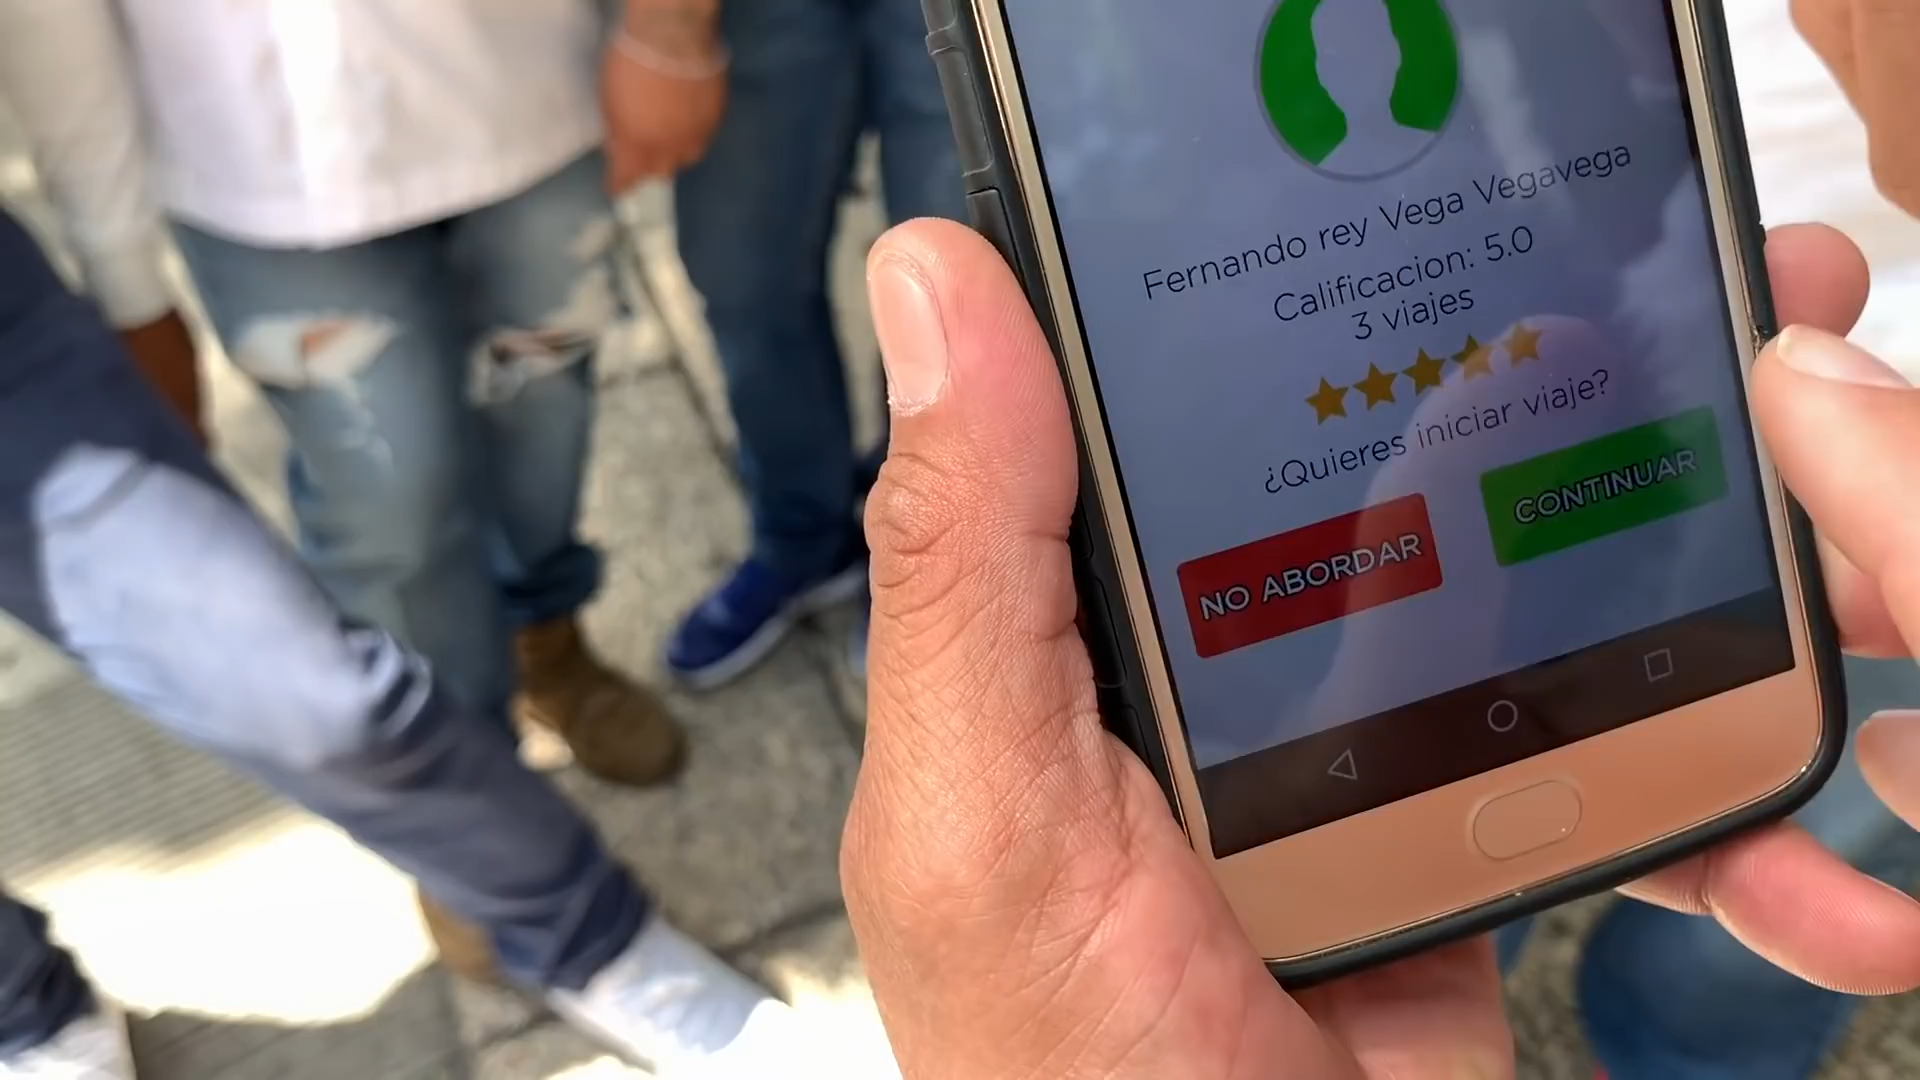 Fernando rey Vega Vegavega
Calificacion: 5.0
3 viajes
¿Quieres iniciar viaje?
NO ABORDAR
CONTINUAR